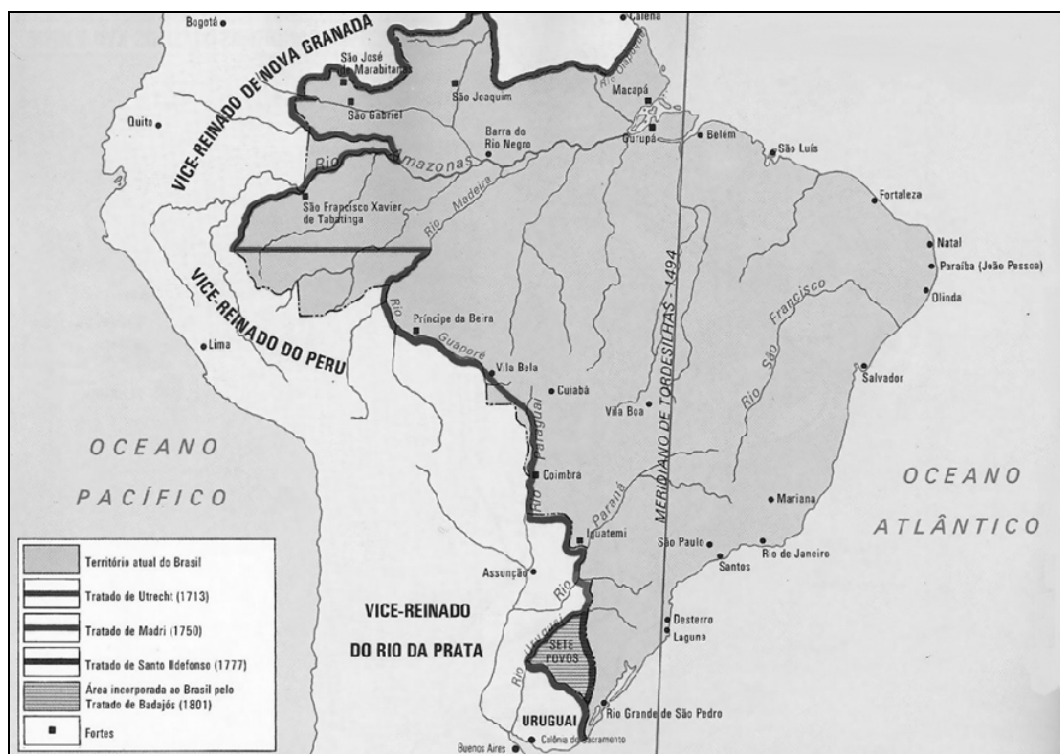 Bogotá
Caiena
VICE-REINADO DE NOVA GRANADA
São José
de Marabitanas
São Joaquim
Rio Oiapoque
Macapá
São Gabriel
Quito
Barra do
Rio Negro
Gurupá
Belém
São Luís
Rio Amazonas
Rio Madeira
Fortaleza
São Francisco Xavier
de Tabatinga
Natal
Paraíba (João Pessoa)
Olinda
MERIDIANO DE TORDESILHAS - 1494
Rio São Francisco
VICE-REINADO DO PERU
Lima
Rio Guaporé
Príncipe da Beira
Vila Bela
Cuiabá
Vila Boa
Salvador
Rio Paraguai
OCEANO
PACÍFICO
Coimbra
OCEANO
ATLÂNTICO
Mariana
Rio Paraná
Iguatemi
São Paulo
Rio de Janeiro
Santos
Assunção
VICE-REINADO
DO RIO DA PRATA
Rio Uruguai
SETE
POVOS
Desterro
Laguna
Rio Grande de São Pedro
URUGUAI
Colônia do Sacramento
Buenos Aires
Território atual do Brasil
Tratado de Utrecht (1713)
Tratado de Madri (1750)
Tratado de Santo Ildefonso (1777)
Área incorporada ao Brasil pelo
Tratado de Badajós (1801)
Fortes